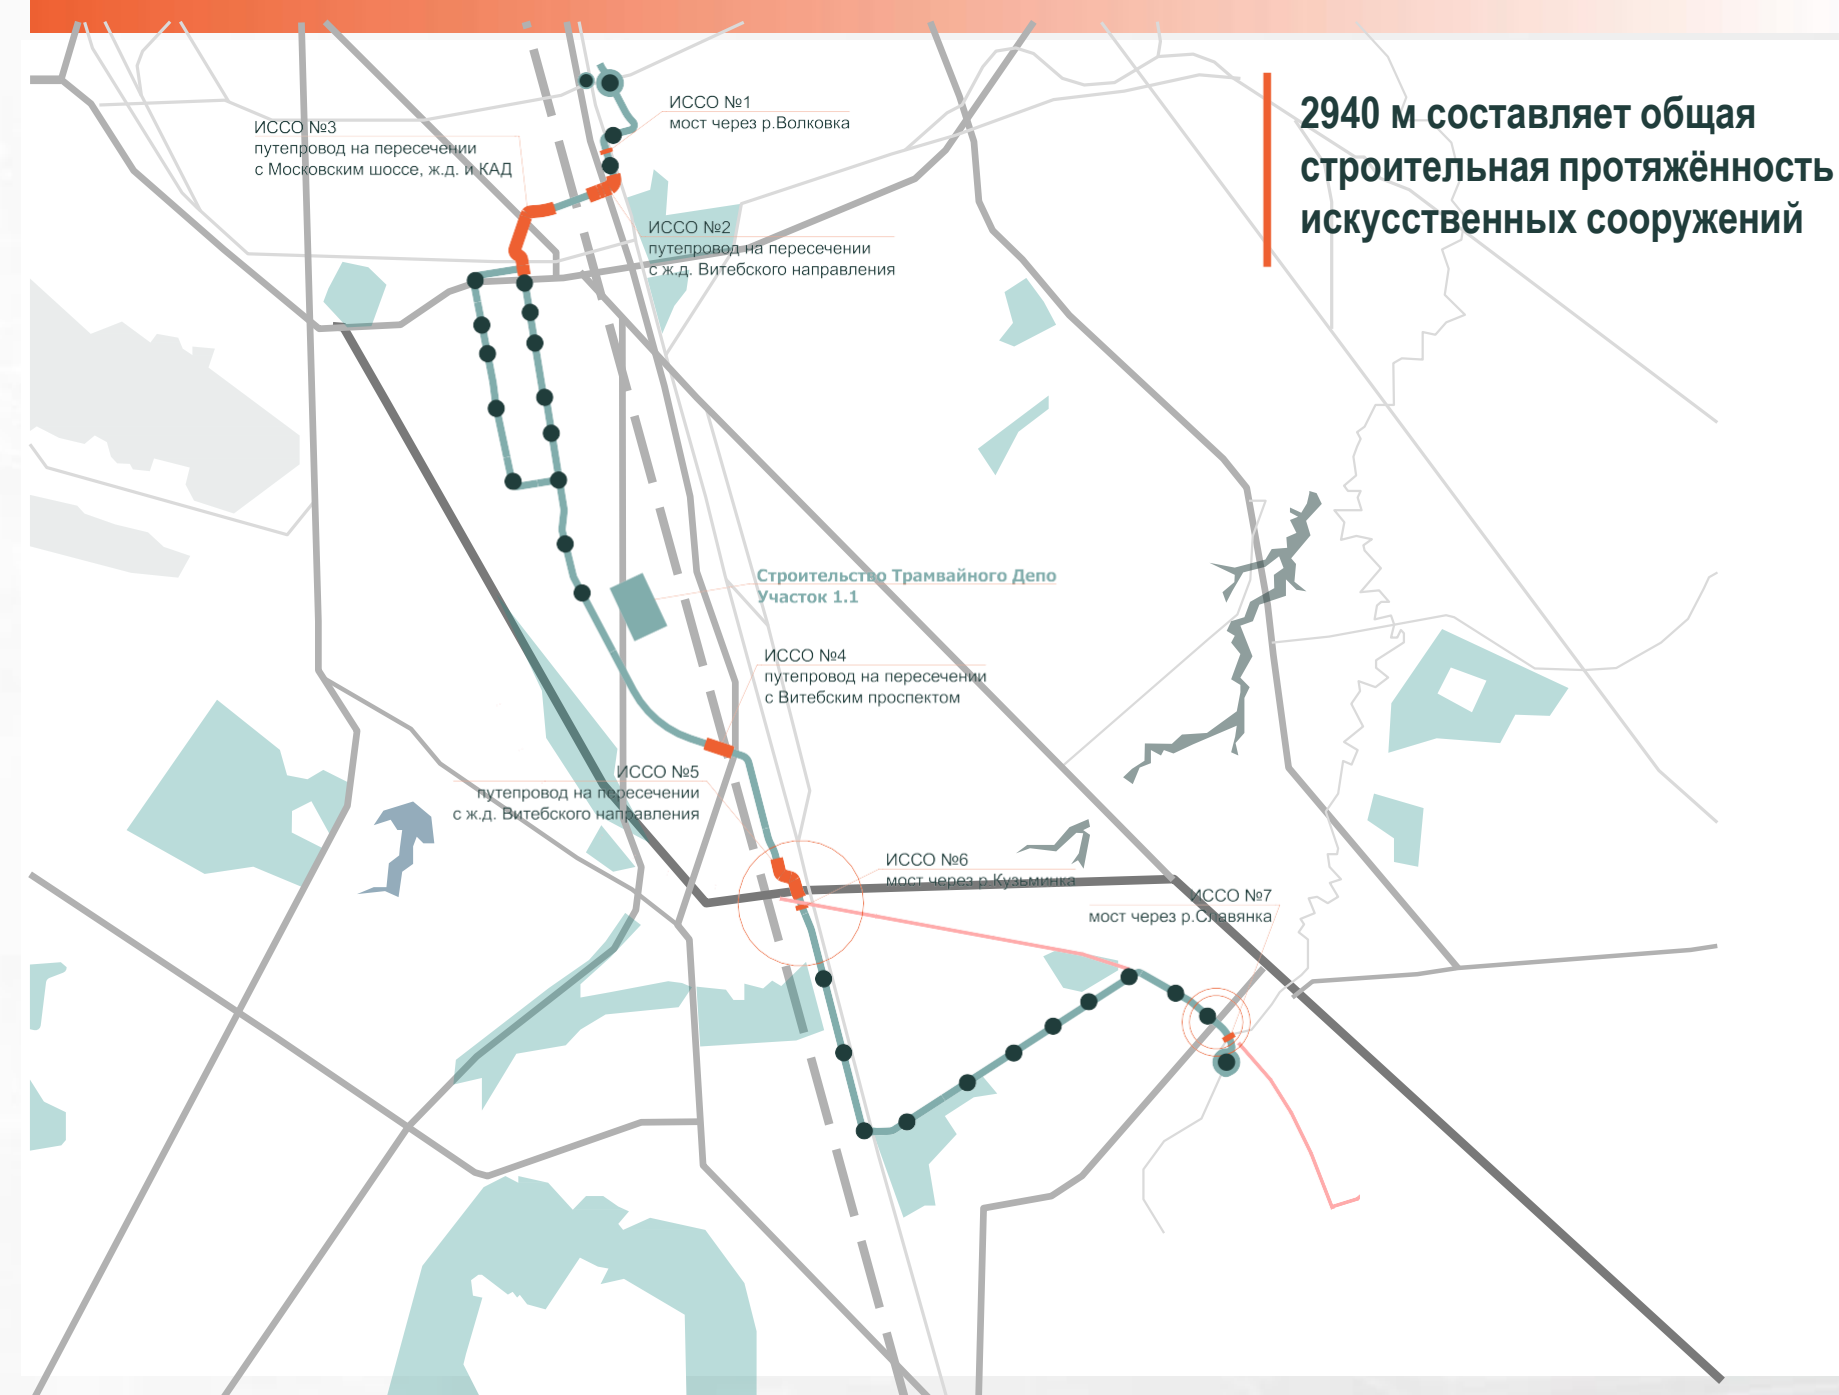 2940 м составляет общая
строительная протяжённость
искусственных сооружений
ИССО №1
мост через р.Волковка
ИССО №3
путепровод на пересечении
с Московским шоссе, ж.д. и КАД
ИССО №2
путепровод на пересечении
с ж.д. Витебского направления
Строительство Трамвайного Депо
Участок 1.1
ИССО №4
путепровод на пересечении
с Витебским проспектом
ИССО №5
путепровод на пересечении
с ж.д. Витебского направления
ИССО №6
мост через р.Кузьминка
ИССО №7
мост через р.Славянка